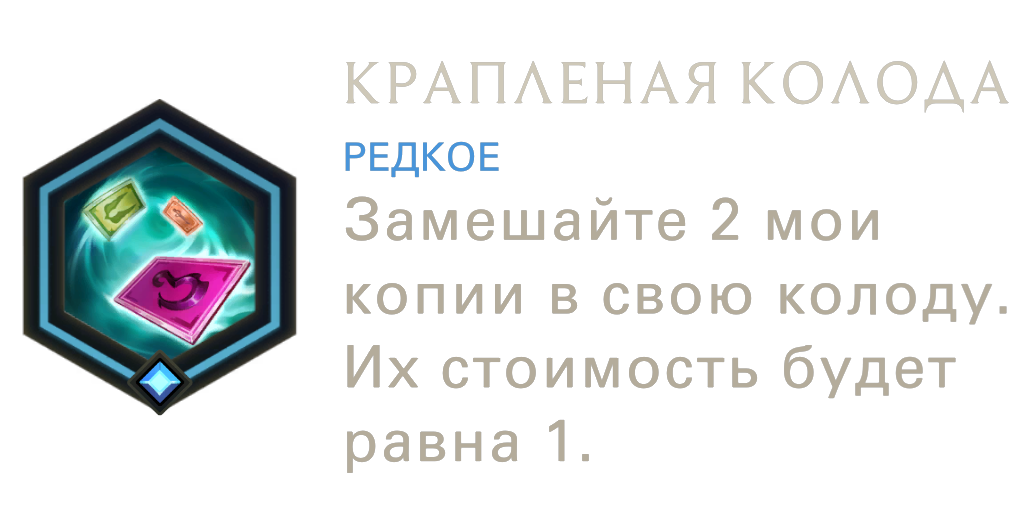 КРАПЛЕНАЯ КОЛОДА
РЕДКОЕ
Замешайте 2 мои
копии в свою колоду.
Их стоимость будет
равна 1.